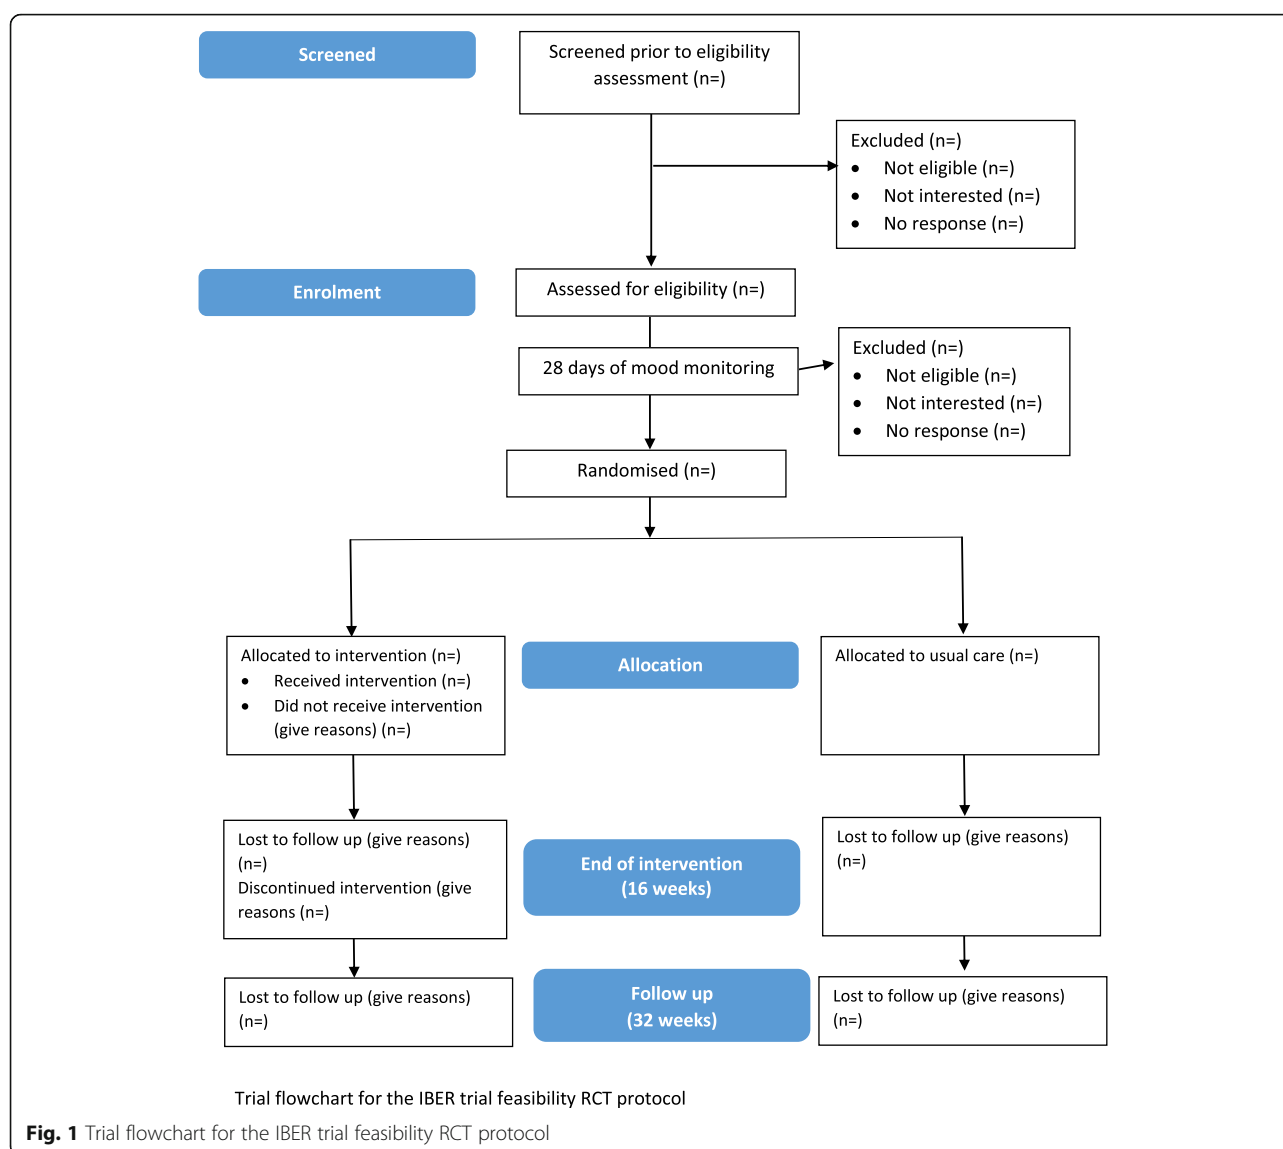 Screened
Screened prior to eligibility
assessment (n=)
Excluded (n=)
• Not eligible (n=)
• Not interested (n=)
• No response (n=)
Enrolment
Assessed for eligibility (n=)
28 days of mood monitoring
Excluded (n=)
• Not eligible (n=)
• Not interested (n=)
• No response (n=)
Randomised (n=)
Allocated to intervention (n=)
• Received intervention (n=)
• Did not receive intervention
(give reasons) (n=)
Allocation
Allocated to usual care (n=)
Lost to follow up (give reasons)
(n=)
Discontinued intervention (give
reasons (n=)
End of intervention
(16 weeks)
Lost to follow up (give reasons)
(n=)
Lost to follow up (give reasons)
(n=)
Follow up
(32 weeks)
Lost to follow up (give reasons)
(n=)
Trial flowchart for the IBER trial feasibility RCT protocol
Fig. 1 Trial flowchart for the IBER trial feasibility RCT protocol